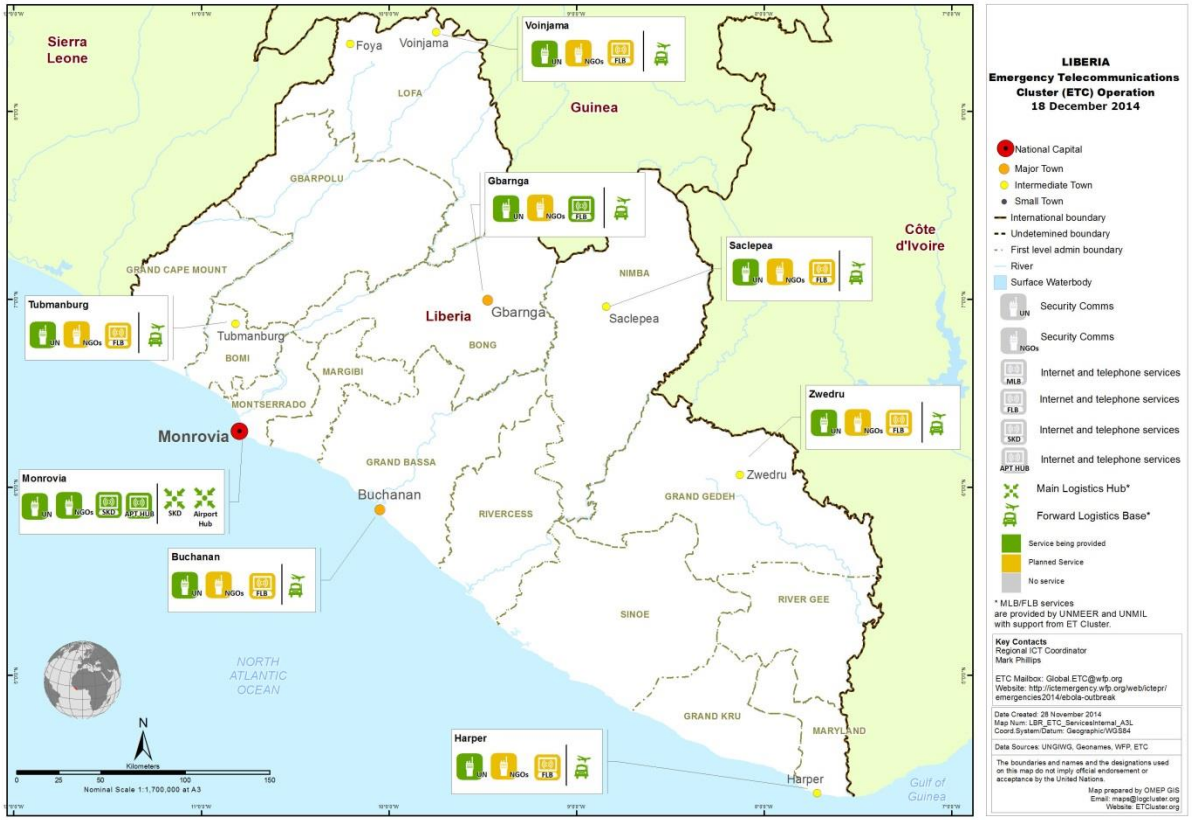 Sierra
Leone
Foya
Voinjama
Voinjama
UN
NGOs
FLB
LOFA
Guinea
GBARPOLU
Gbarnga
UN
NGOs
FLB
Côte
d'Ivoire
GRAND CAPE MOUNT
NIMBA
Saclepea
UN
NGOs
FLB
Tubmanburg
UN
NGOs
FLB
Tubmanburg
BOMI
Liberia
Gbarnga
Saclepea
BONG
MARGIBI
MONTSERRADO
Monrovia
Zwedru
UN
NGOs
FLB
Monrovia
UN
NGOs
SKD
APT HUB
SKD
Airport
Hub
GRAND BASSA
Buchanan
Zwedru
GRAND GEDEH
RIVERCESS
Buchanan
UN
NGOs
FLB
SINOE
RIVER GEE
NORTH
ATLANTIC
OCEAN
GRAND KRU
MARYLAND
Harper
UN
NGOs
FLB
Harper
Gulf of
Guinea
N
Kilometers
0 25 50 100 150
Nominal Scale 1:1,700,000 at A3
LIBERIA
Emergency Telecommunications
Cluster (ETC) Operation
18 December 2014
National Capital
Major Town
Intermediate Town
Small Town
International boundary
Undetemined boundary
First level admin boundary
River
Surface Waterbody
UN Security Comms
NGOs Security Comms
MLB Internet and telephone services
FLB Internet and telephone services
SKD Internet and telephone services
APT HUB Internet and telephone services
Main Logistics Hub*
Forward Logistics Base*
Service being provided
Planned Service
No service
* MLB/FLB services
are provided by UNMEER and UNMIL
with support from ET Cluster.
Key Contacts
Regional ICT Coordinator
Mark Phillips
ETC Mailbox: Global.ETC@wfp.org
Website: http://ictemergency.wfp.org/web/ictepr/
emergencies2014/ebola-outbreak
Date Created: 28 November 2014
Map Num: LBR_ETC_ServicesInternal_A3L
Coord.System/Datum: Geographic/WGS84
Data Sources: UNGIWG, Geonames, WFP, ETC
The boundaries and names and the designations used
on this map do not imply official endorsement or
acceptance by the United Nations.
Map prepared by OMEP GIS
Email: maps@logcluster.org
Website: ETCluster.org